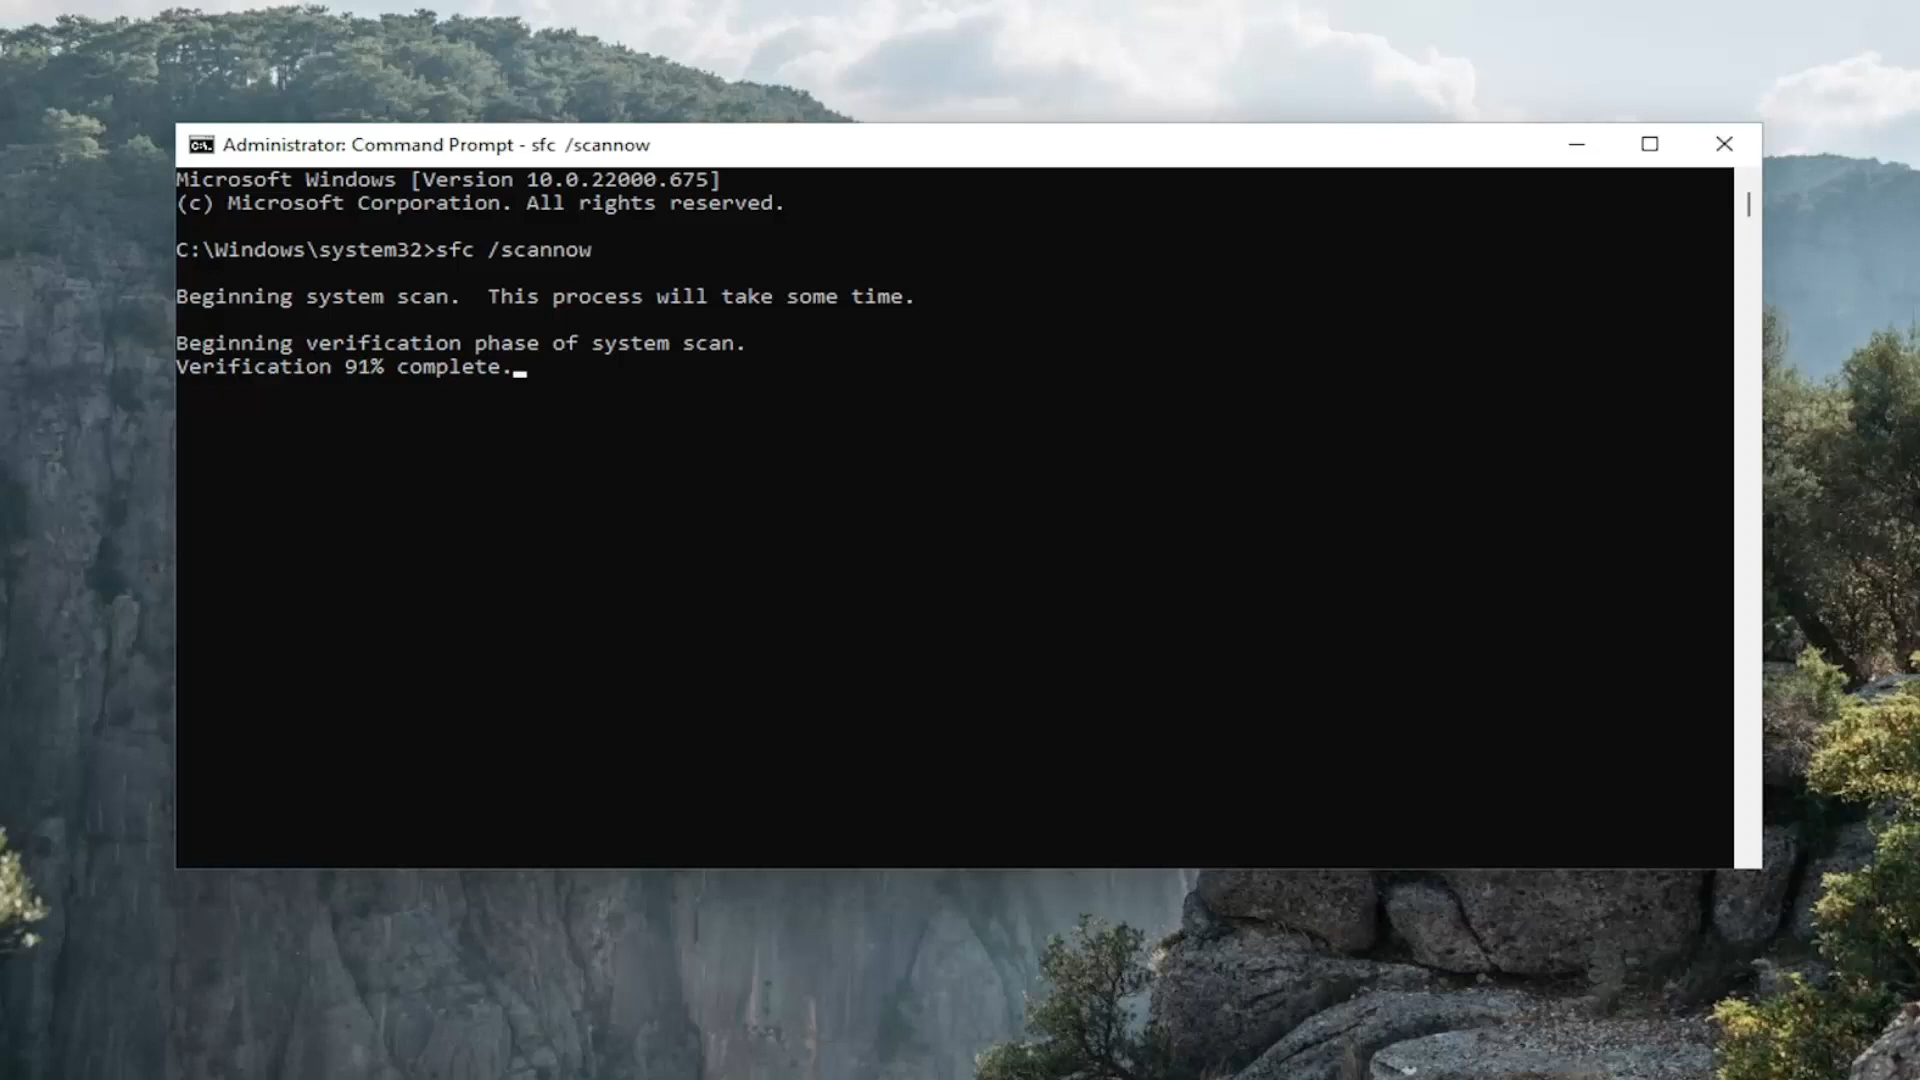 Administrator: Command Prompt - sfc  /scannow
Microsoft Windows [Version 10.0.22000.675]
(c) Microsoft Corporation. All rights reserved.
C:\Windows\system32>sfc /scannow
Beginning system scan.  This process will take some time.
Beginning verification phase of system scan.
Verification 91% complete.